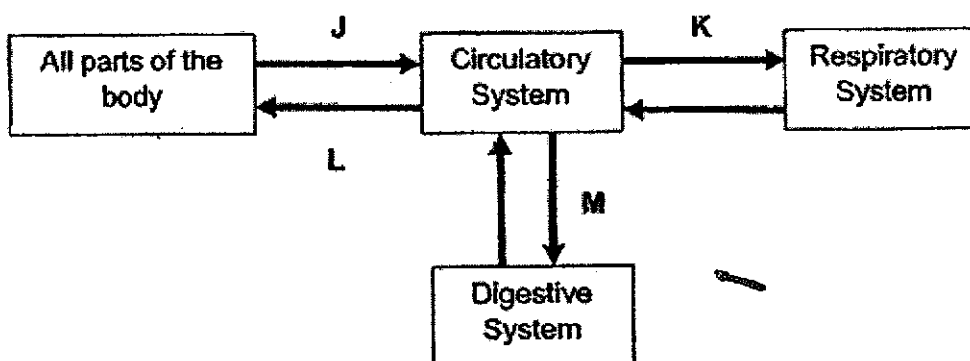 J
K
All parts of the
body
Circulatory
System
Respiratory
System
L
M
Digestive
System